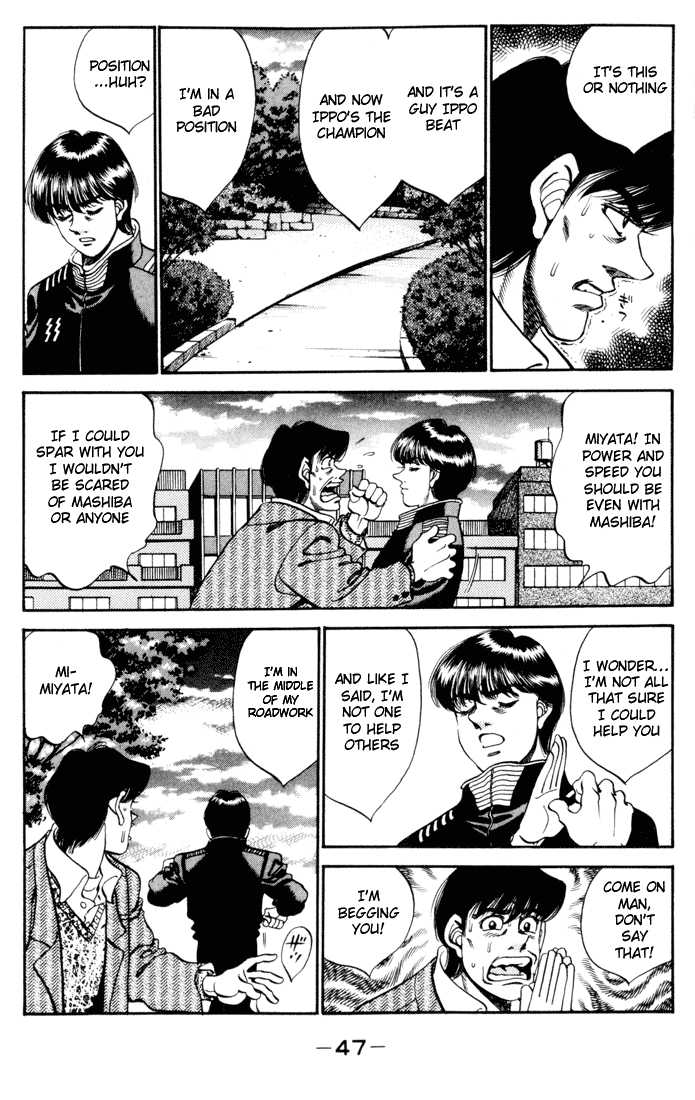 IT'S THIS
OR NOTHING
AND IT'S A
GUY IPPO
BEAT
AND NOW
IPPO'S THE
CHAMPION
I'M IN A
BAD
POSITION
POSITION
...HUH?
MIYATA! IN
POWER AND
SPEED YOU
SHOULD BE
EVEN WITH
MASHIBA!
IF I COULD
SPAR WITH YOU
I WOULDN'T
BE SCARED
OF MASHIBA
OR ANYONE
I WONDER...
I'M NOT ALL
THAT SURE
I COULD
HELP YOU
AND LIKE I
SAID, I'M
NOT ONE
TO HELP
OTHERS
COME ON
MAN,
DON'T
SAY
THAT!
I'M
BEGGING
YOU!
I'M IN
THE MIDDLE
OF MY
ROADWORK
MI-
MIYATA!
ザッ
—47—